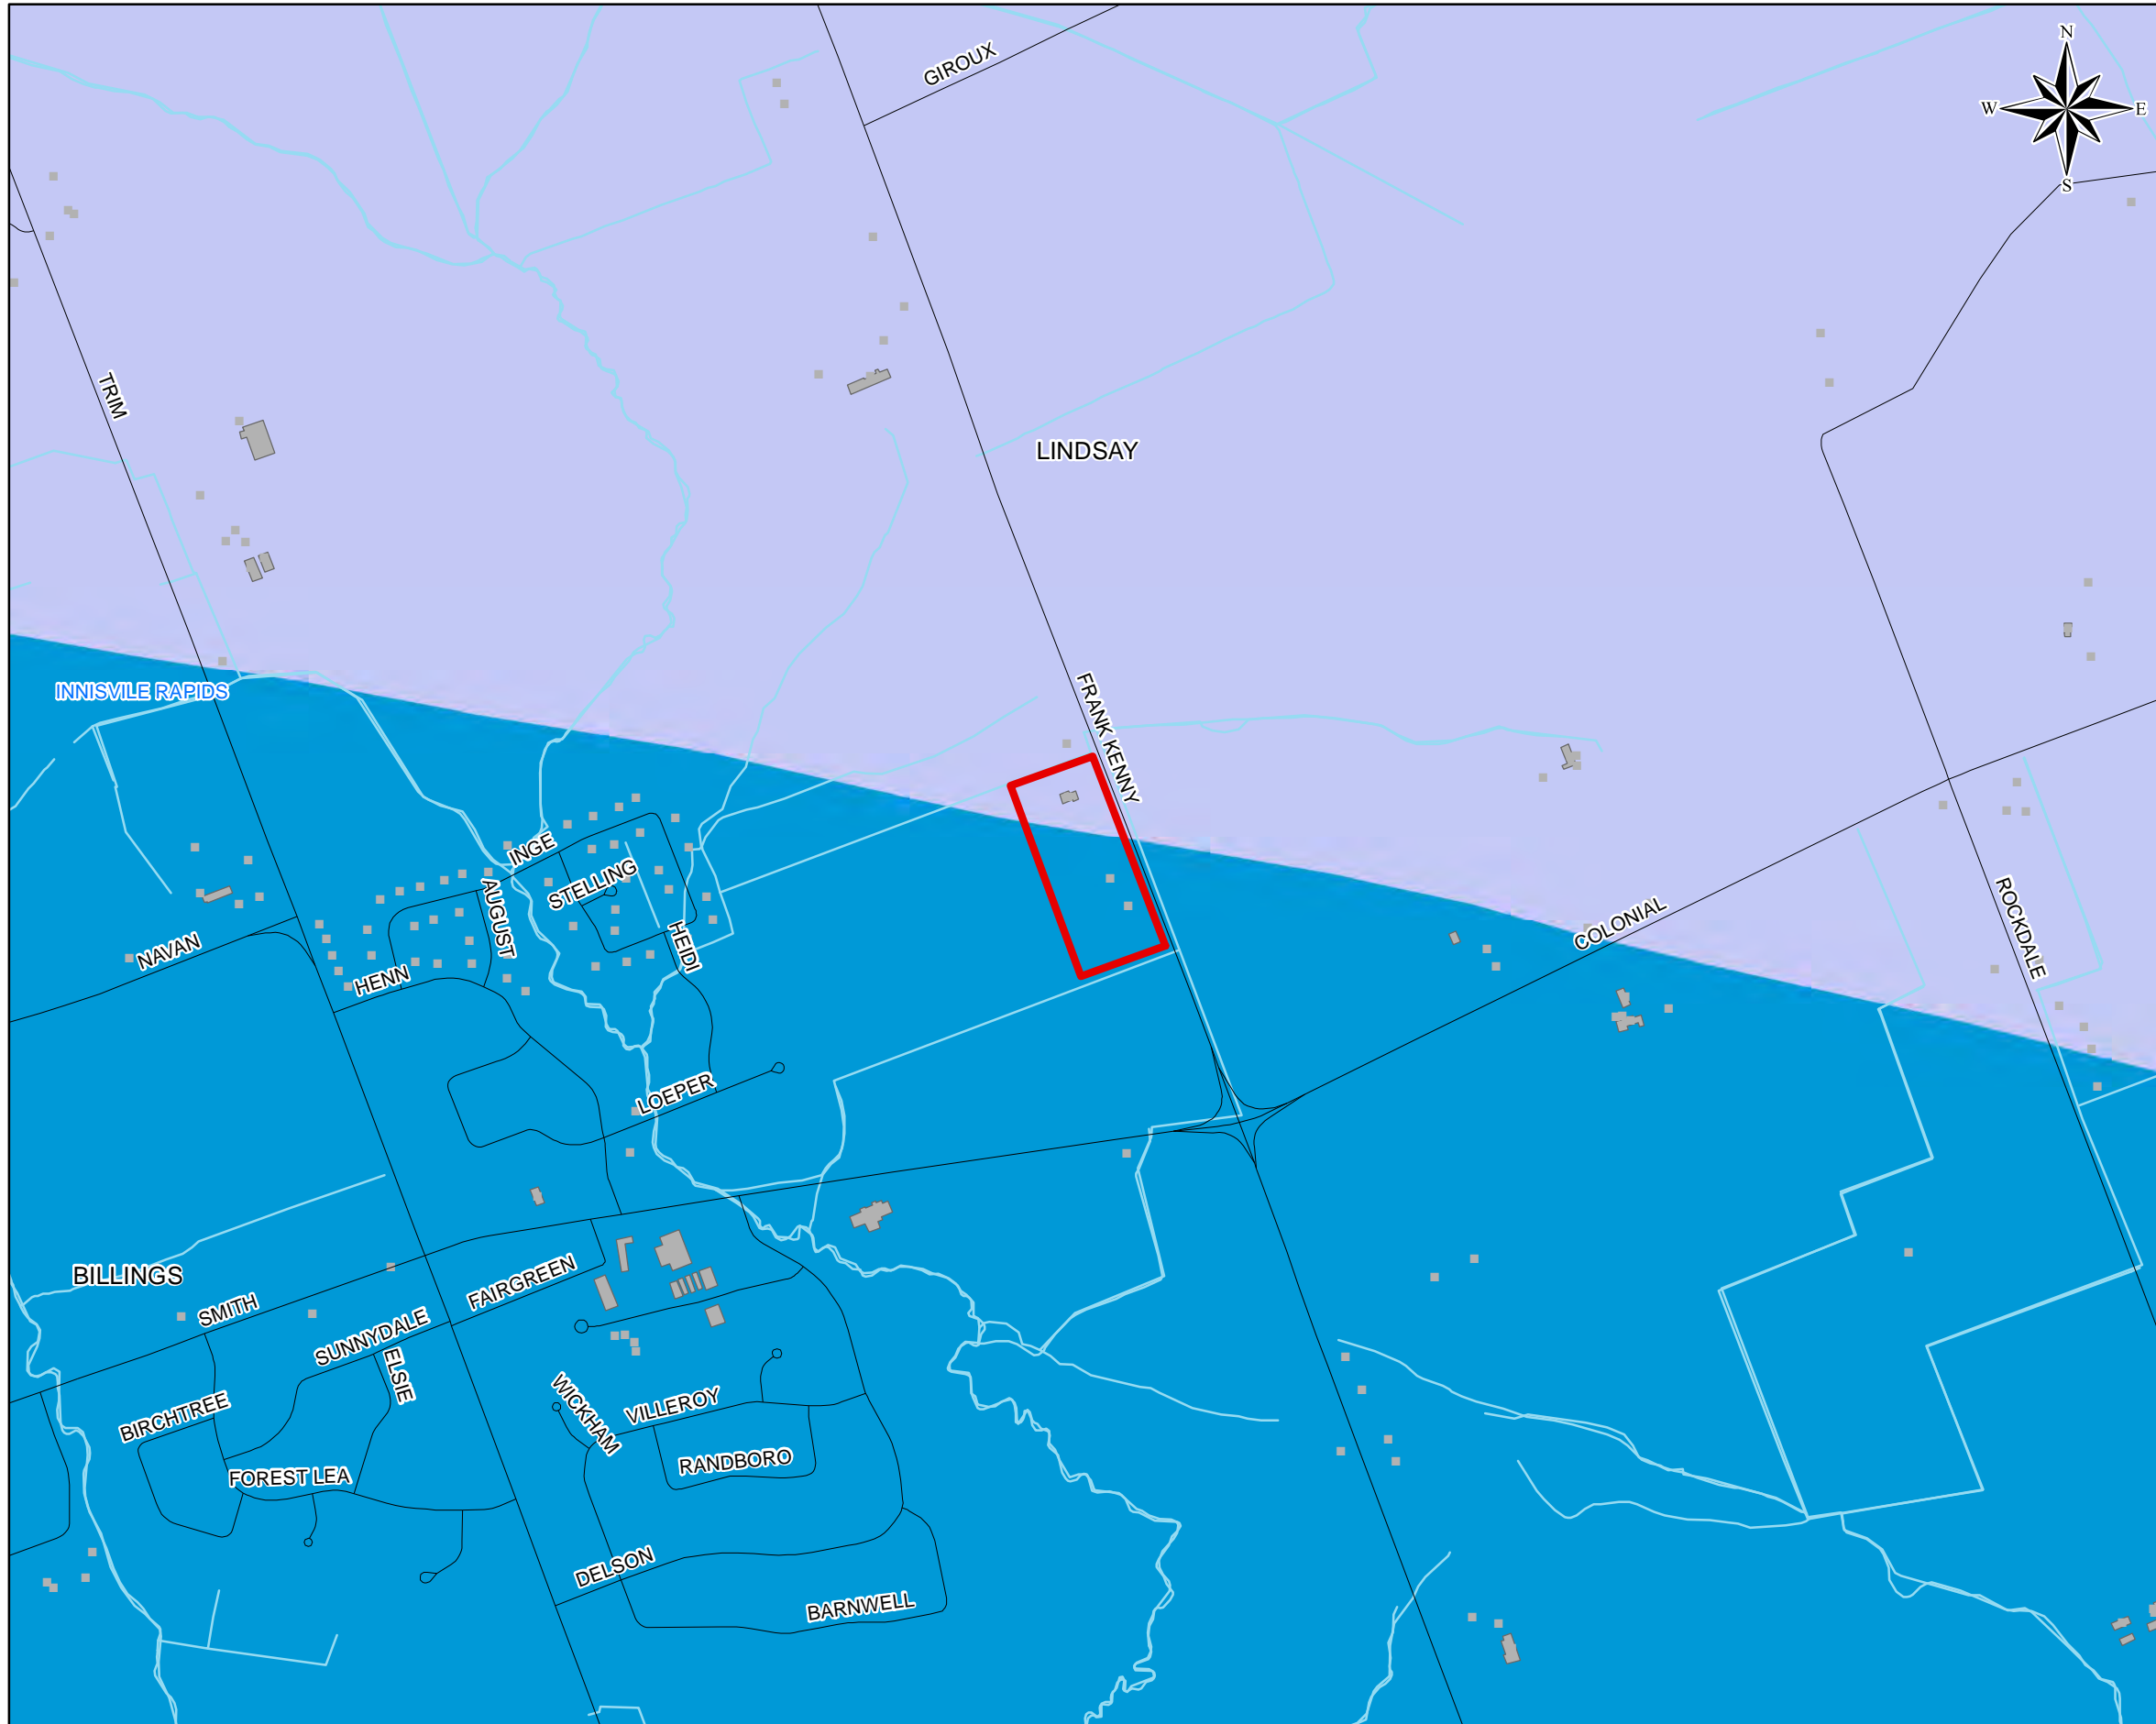 N
GIROUX
W
E
S
TRIM
LINDSAY
INNISVILE RAPIDS
FRANK KENNY
INGE
STELLING
AUGUST
HEIDI
NAVAN
HENN
COLONIAL
ROCKDALE
LOEPER
BILLINGS
SMITH
FAIRGREEN
SUNNYDALE
ELSIE
BIRCHTREE
WICKHAM
VILLEROY
RANDBORO
FOREST LEA
DELSON
BARNWELL